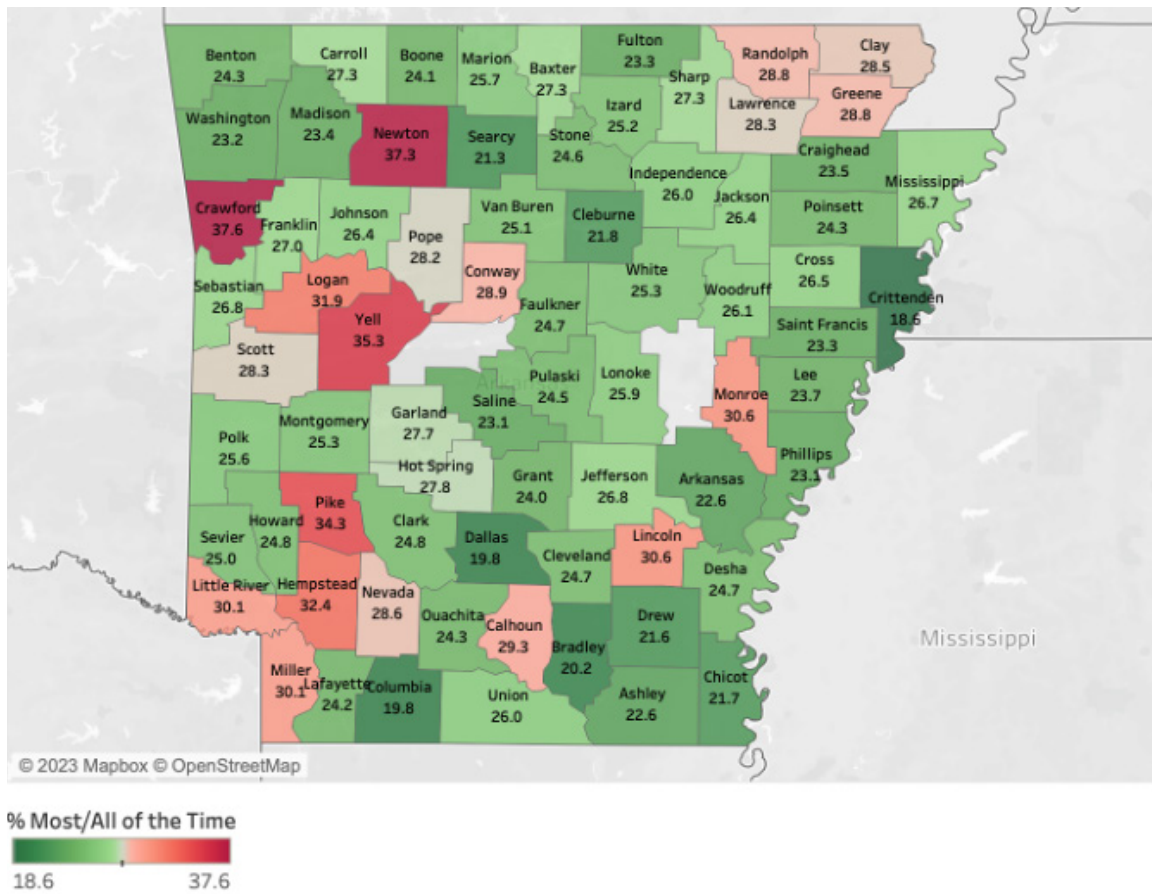 Benton
24.3
Carroll
27.3
Boone
24.1
Marion
25.7
Baxter
27.3
Fulton
23.3
Sharp
27.3
Randolph
28.8
Clay
28.5
Washington
23.2
Madison
23.4
Newton
37.3
Searcy
21.3
Stone
24.6
Izard
25.2
Lawrence
28.3
Greene
28.8
Crawford
37.6
Franklin
27.0
Johnson
26.4
Pope
28.2
Van Buren
25.1
Cleburne
21.8
Independence
26.0
Jackson
26.4
Craighead
23.5
Mississippi
26.7
Poinsett
24.3
Sebastian
26.8
Logan
31.9
Yell
35.3
Conway
28.9
Faulkner
24.7
White
25.3
Woodruff
26.1
Cross
26.5
Crittenden
18.6
Saint Francis
23.3
Scott
28.3
Arkansas
Saline
23.1
Pulaski
24.5
Lonoke
25.9
Monroe
30.6
Lee
23.7
Polk
25.6
Montgomery
25.3
Garland
27.7
Hot Spring
27.8
Grant
24.0
Jefferson
26.8
Arkansas
22.6
Phillips
23.1
Sevier
25.0
Howard
24.8
Pike
34.3
Clark
24.8
Dallas
19.8
Cleveland
24.7
Lincoln
30.6
Desha
24.7
Little River
30.1
Hempstead
32.4
Nevada
28.6
Ouachita
24.3
Calhoun
29.3
Bradley
20.2
Drew
21.6
Mississippi
Miller
30.1
Lafayette
24.2
Columbia
19.8
Union
26.0
Ashley
22.6
Chicot
21.7
© 2023 Mapbox © OpenStreetMap
% Most/All of the Time
18.6 37.6